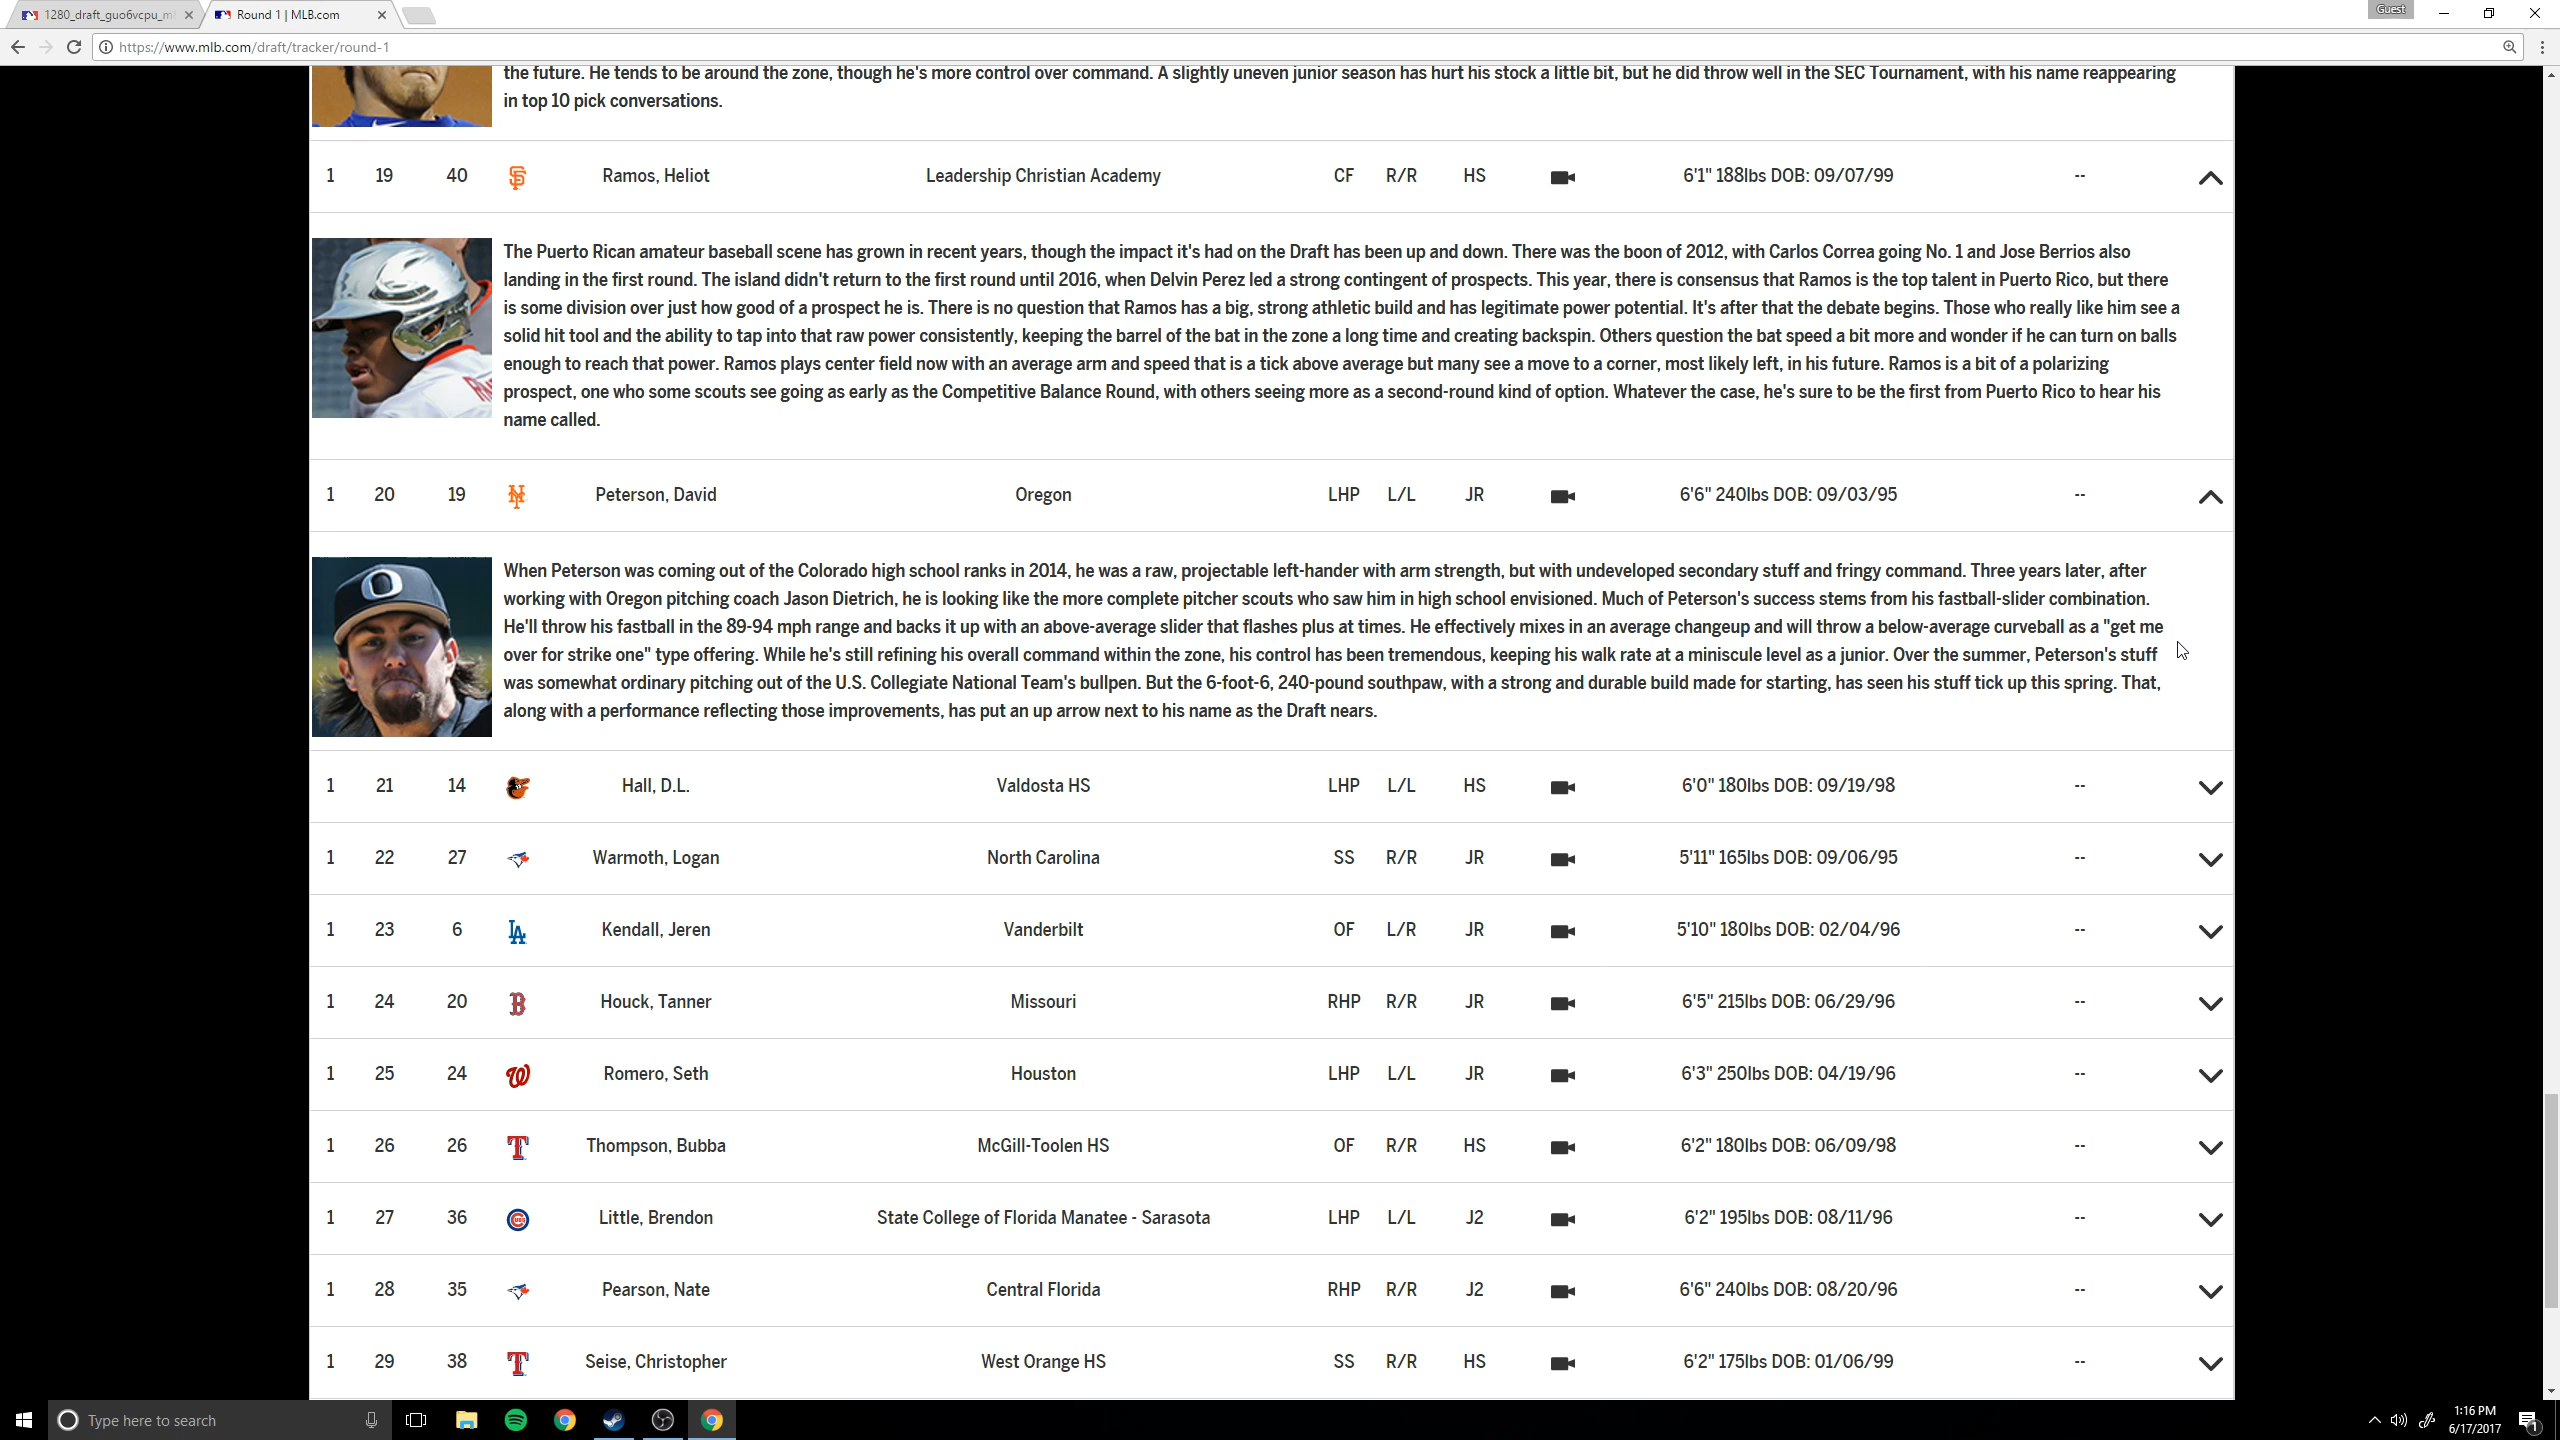 1280_draft_guo6vcpu_m
Round 1 | MLB.com
Guest
https://www.mlb.com/draft/tracker/round-1
the future. He tends to be around the zone, though he's more control over command. A slightly uneven junior season has hurt his stock a little bit, but he did throw well in the SEC Tournament, with his name reappearing
in top 10 pick conversations.
1 19 40 SF Ramos, Heliot Leadership Christian Academy CF R/R HS 6'1" 188lbs DOB: 09/07/99 --
The Puerto Rican amateur baseball scene has grown in recent years, though the impact it's had on the Draft has been up and down. There was the boon of 2012, with Carlos Correa going No. 1 and Jose Berrios also
landing in the first round. The island didn't return to the first round until 2016, when Delvin Perez led a strong contingent of prospects. This year, there is consensus that Ramos is the top talent in Puerto Rico, but there
is some division over just how good of a prospect he is. There is no question that Ramos has a big, strong athletic build and has legitimate power potential. It's after that the debate begins. Those who really like him see a
solid hit tool and the ability to tap into that raw power consistently, keeping the barrel of the bat in the zone a long time and creating backspin. Others question the bat speed a bit more and wonder if he can turn on balls
enough to reach that power. Ramos plays center field now with an average arm and speed that is a tick above average but many see a move to a corner, most likely left, in his future. Ramos is a bit of a polarizing
prospect, one who some scouts see going as early as the Competitive Balance Round, with others seeing more as a second-round kind of option. Whatever the case, he's sure to be the first from Puerto Rico to hear his
name called.
1 20 19 NY Peterson, David Oregon LHP L/L JR 6'6" 240lbs DOB: 09/03/95 --
When Peterson was coming out of the Colorado high school ranks in 2014, he was a raw, projectable left-hander with arm strength, but with undeveloped secondary stuff and fringy command. Three years later, after
working with Oregon pitching coach Jason Dietrich, he is looking like the more complete pitcher scouts who saw him in high school envisioned. Much of Peterson's success stems from his fastball-slider combination.
He'll throw his fastball in the 89-94 mph range and backs it up with an above-average slider that flashes plus at times. He effectively mixes in an average changeup and will throw a below-average curveball as a "get me
over for strike one" type offering. While he's still refining his overall command within the zone, his control has been tremendous, keeping his walk rate at a miniscule level as a junior. Over the summer, Peterson's stuff
was somewhat ordinary pitching out of the U.S. Collegiate National Team's bullpen. But the 6-foot-6, 240-pound southpaw, with a strong and durable build made for starting, has seen his stuff tick up this spring. That,
along with a performance reflecting those improvements, has put an up arrow next to his name as the Draft nears.
1 21 14 Hall, D.L. Valdosta HS LHP L/L HS 6'0" 180lbs DOB: 09/19/98 --
1 22 27 Warmoth, Logan North Carolina SS R/R JR 5'11" 165lbs DOB: 09/06/95 --
1 23 6 LA Kendall, Jeren Vanderbilt OF L/R JR 5'10" 180lbs DOB: 02/04/96 --
1 24 20 B Houck, Tanner Missouri RHP R/R JR 6'5" 215lbs DOB: 06/29/96 --
1 25 24 W Romero, Seth Houston LHP L/L JR 6'3" 250lbs DOB: 04/19/96 --
1 26 26 T Thompson, Bubba McGill-Toolen HS OF R/R HS 6'2" 180lbs DOB: 06/09/98 --
1 27 36 CUBS Little, Brendon State College of Florida Manatee - Sarasota LHP L/L J2 6'2" 195lbs DOB: 08/11/96 --
1 28 35 Pearson, Nate Central Florida RHP R/R J2 6'6" 240lbs DOB: 08/20/96 --
1 29 38 T Seise, Christopher West Orange HS SS R/R HS 6'2" 175lbs DOB: 01/06/99 --
Type here to search
1:16 PM
6/17/2017
1